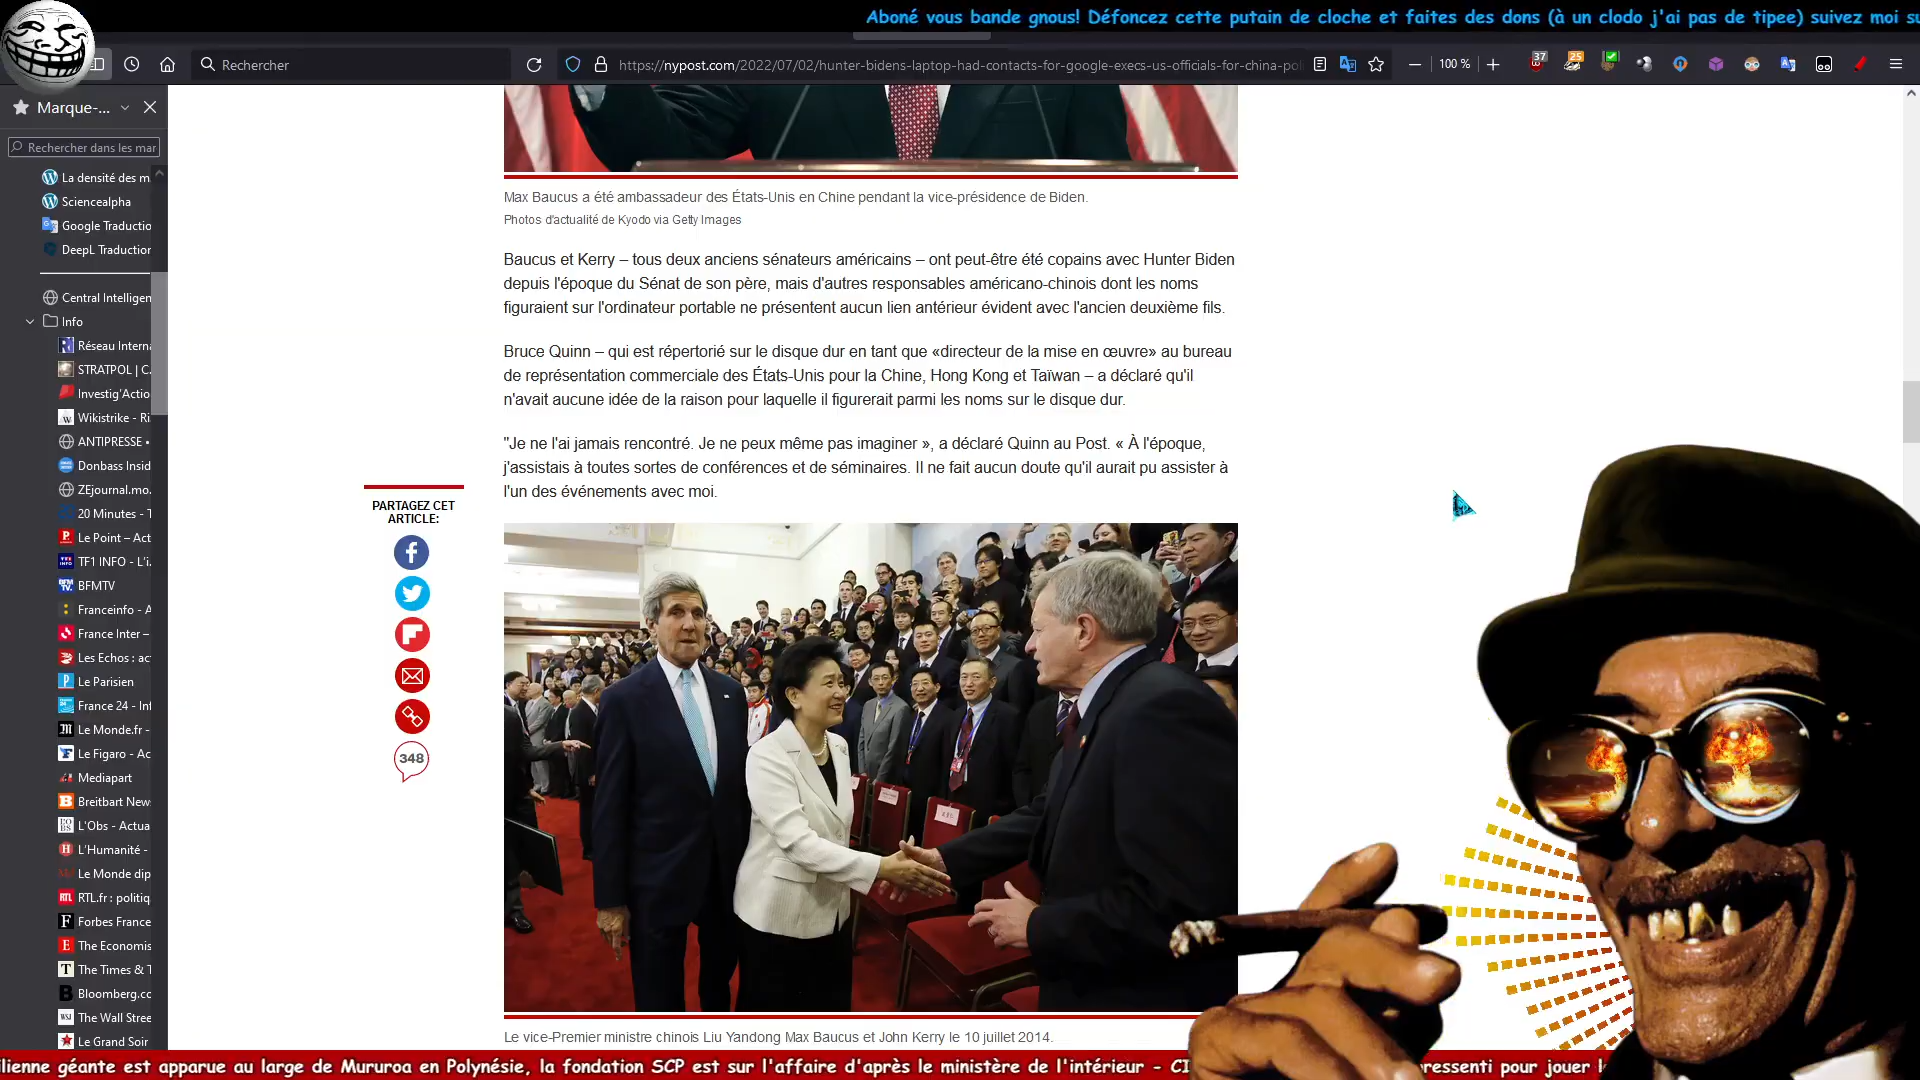 Aboné vous bande gnous! Défoncez cette putain de cloche et faites des dons (à un clodo j'ai pas de tipee) suivez moi su
Rechercher
https://nypost.com/2022/07/02/hunter-bidens-laptop-had-contacts-for-google-execs-us-officials-for-china-pol
100 %
37
25
Marque-...
Rechercher dans les mar
La densité des m
Sciencealpha
Google Traductio
DeepL Traduction
Central Intelligen
Info
Réseau Interna
STRATPOL | C
Investig'Actio
Wikistrike - Ri
ANTIPRESSE •
Donbass Insid
ZEjournal.mo
20 Minutes - T
Le Point – Act
TF1 INFO - L'i
BFMTV
Franceinfo - A
France Inter –
Les Echos : ac
Le Parisien
France 24 - Inf
Le Monde.fr -
Le Figaro - Ac
Mediapart
Breitbart New
L'Obs - Actua
L'Humanité -
Le Monde dip
RTL.fr : politiq
Forbes France
The Economis
The Times & T
Bloomberg.co
The Wall Stree
Le Grand Soir
Max Baucus a été ambassadeur des États-Unis en Chine pendant la vice-présidence de Biden.
Photos d'actualité de Kyodo via Getty Images
Baucus et Kerry – tous deux anciens sénateurs américains – ont peut-être été copains avec Hunter Biden
depuis l'époque du Sénat de son père, mais d'autres responsables américano-chinois dont les noms
figuraient sur l'ordinateur portable ne présentent aucun lien antérieur évident avec l'ancien deuxième fils.
Bruce Quinn – qui est répertorié sur le disque dur en tant que «directeur de la mise en œuvre» au bureau
de représentation commerciale des États-Unis pour la Chine, Hong Kong et Taïwan – a déclaré qu'il
n'avait aucune idée de la raison pour laquelle il figurerait parmi les noms sur le disque dur.
"Je ne l'ai jamais rencontré. Je ne peux même pas imaginer », a déclaré Quinn au Post. « À l'époque,
j'assistais à toutes sortes de conférences et de séminaires. Il ne fait aucun doute qu'il aurait pu assister à
l'un des événements avec moi.
PARTAGEZ CET
ARTICLE:
348
Le vice-Premier ministre chinois Liu Yandong Max Baucus et John Kerry le 10 juillet 2014.
ilienne géante est apparue au large de Mururoa en Polynésie, la fondation SCP est sur l'affaire d'après le ministère de l'intérieur - CI
ressenti pour jouer l